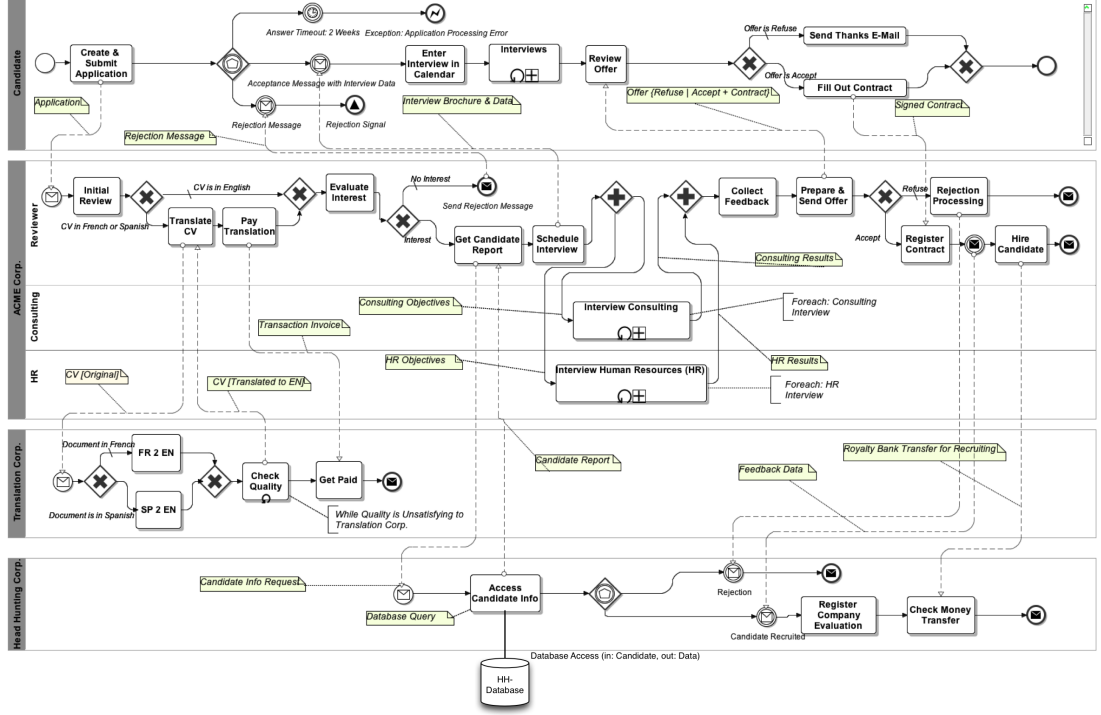 Candidate
Answer Timeout: 2 Weeks
Exception: Application Processing Error
Create &
Submit
Application
Acceptance Message with Interview Data
Enter
Interview in
Calendar
Interviews
Review
Offer
Offer is Refuse
Send Thanks E-Mail
Offer is Accept
Fill Out Contract
Application
Rejection Message
Rejection Signal
Interview Brochure & Data
Offer {Refuse | Accept + Contract}
Signed Contract
Rejection Message
ACME Corp.
Reviewer
Initial
Review
CV is in English
CV in French or Spanish
Translate
CV
Pay
Translation
Evaluate
Interest
No Interest
Send Rejection Message
Interest
Get Candidate
Report
Schedule
Interview
Collect
Feedback
Prepare &
Send Offer
Refuse
Rejection
Processing
Accept
Register
Contract
Hire
Candidate
Consulting Results
Consulting
Consulting Objectives
Interview Consulting
Foreach: Consulting
Interview
Transaction Invoice
HR
HR Objectives
Interview Human Resources (HR)
HR Results
Foreach: HR
Interview
CV [Original]
CV [Translated to EN]
Translation Corp.
Document in French
FR 2 EN
Document is in Spanish
SP 2 EN
Check
Quality
Get Paid
While Quality is Unsatisfying to
Translation Corp.
Candidate Report
Feedback Data
Royalty Bank Transfer for Recruiting
Head Hunting Corp.
Candidate Info Request
Database Query
Access
Candidate Info
Rejection
Candidate Recruited
Register
Company
Evaluation
Check Money
Transfer
Database Access (in: Candidate, out: Data)
HH-
Database